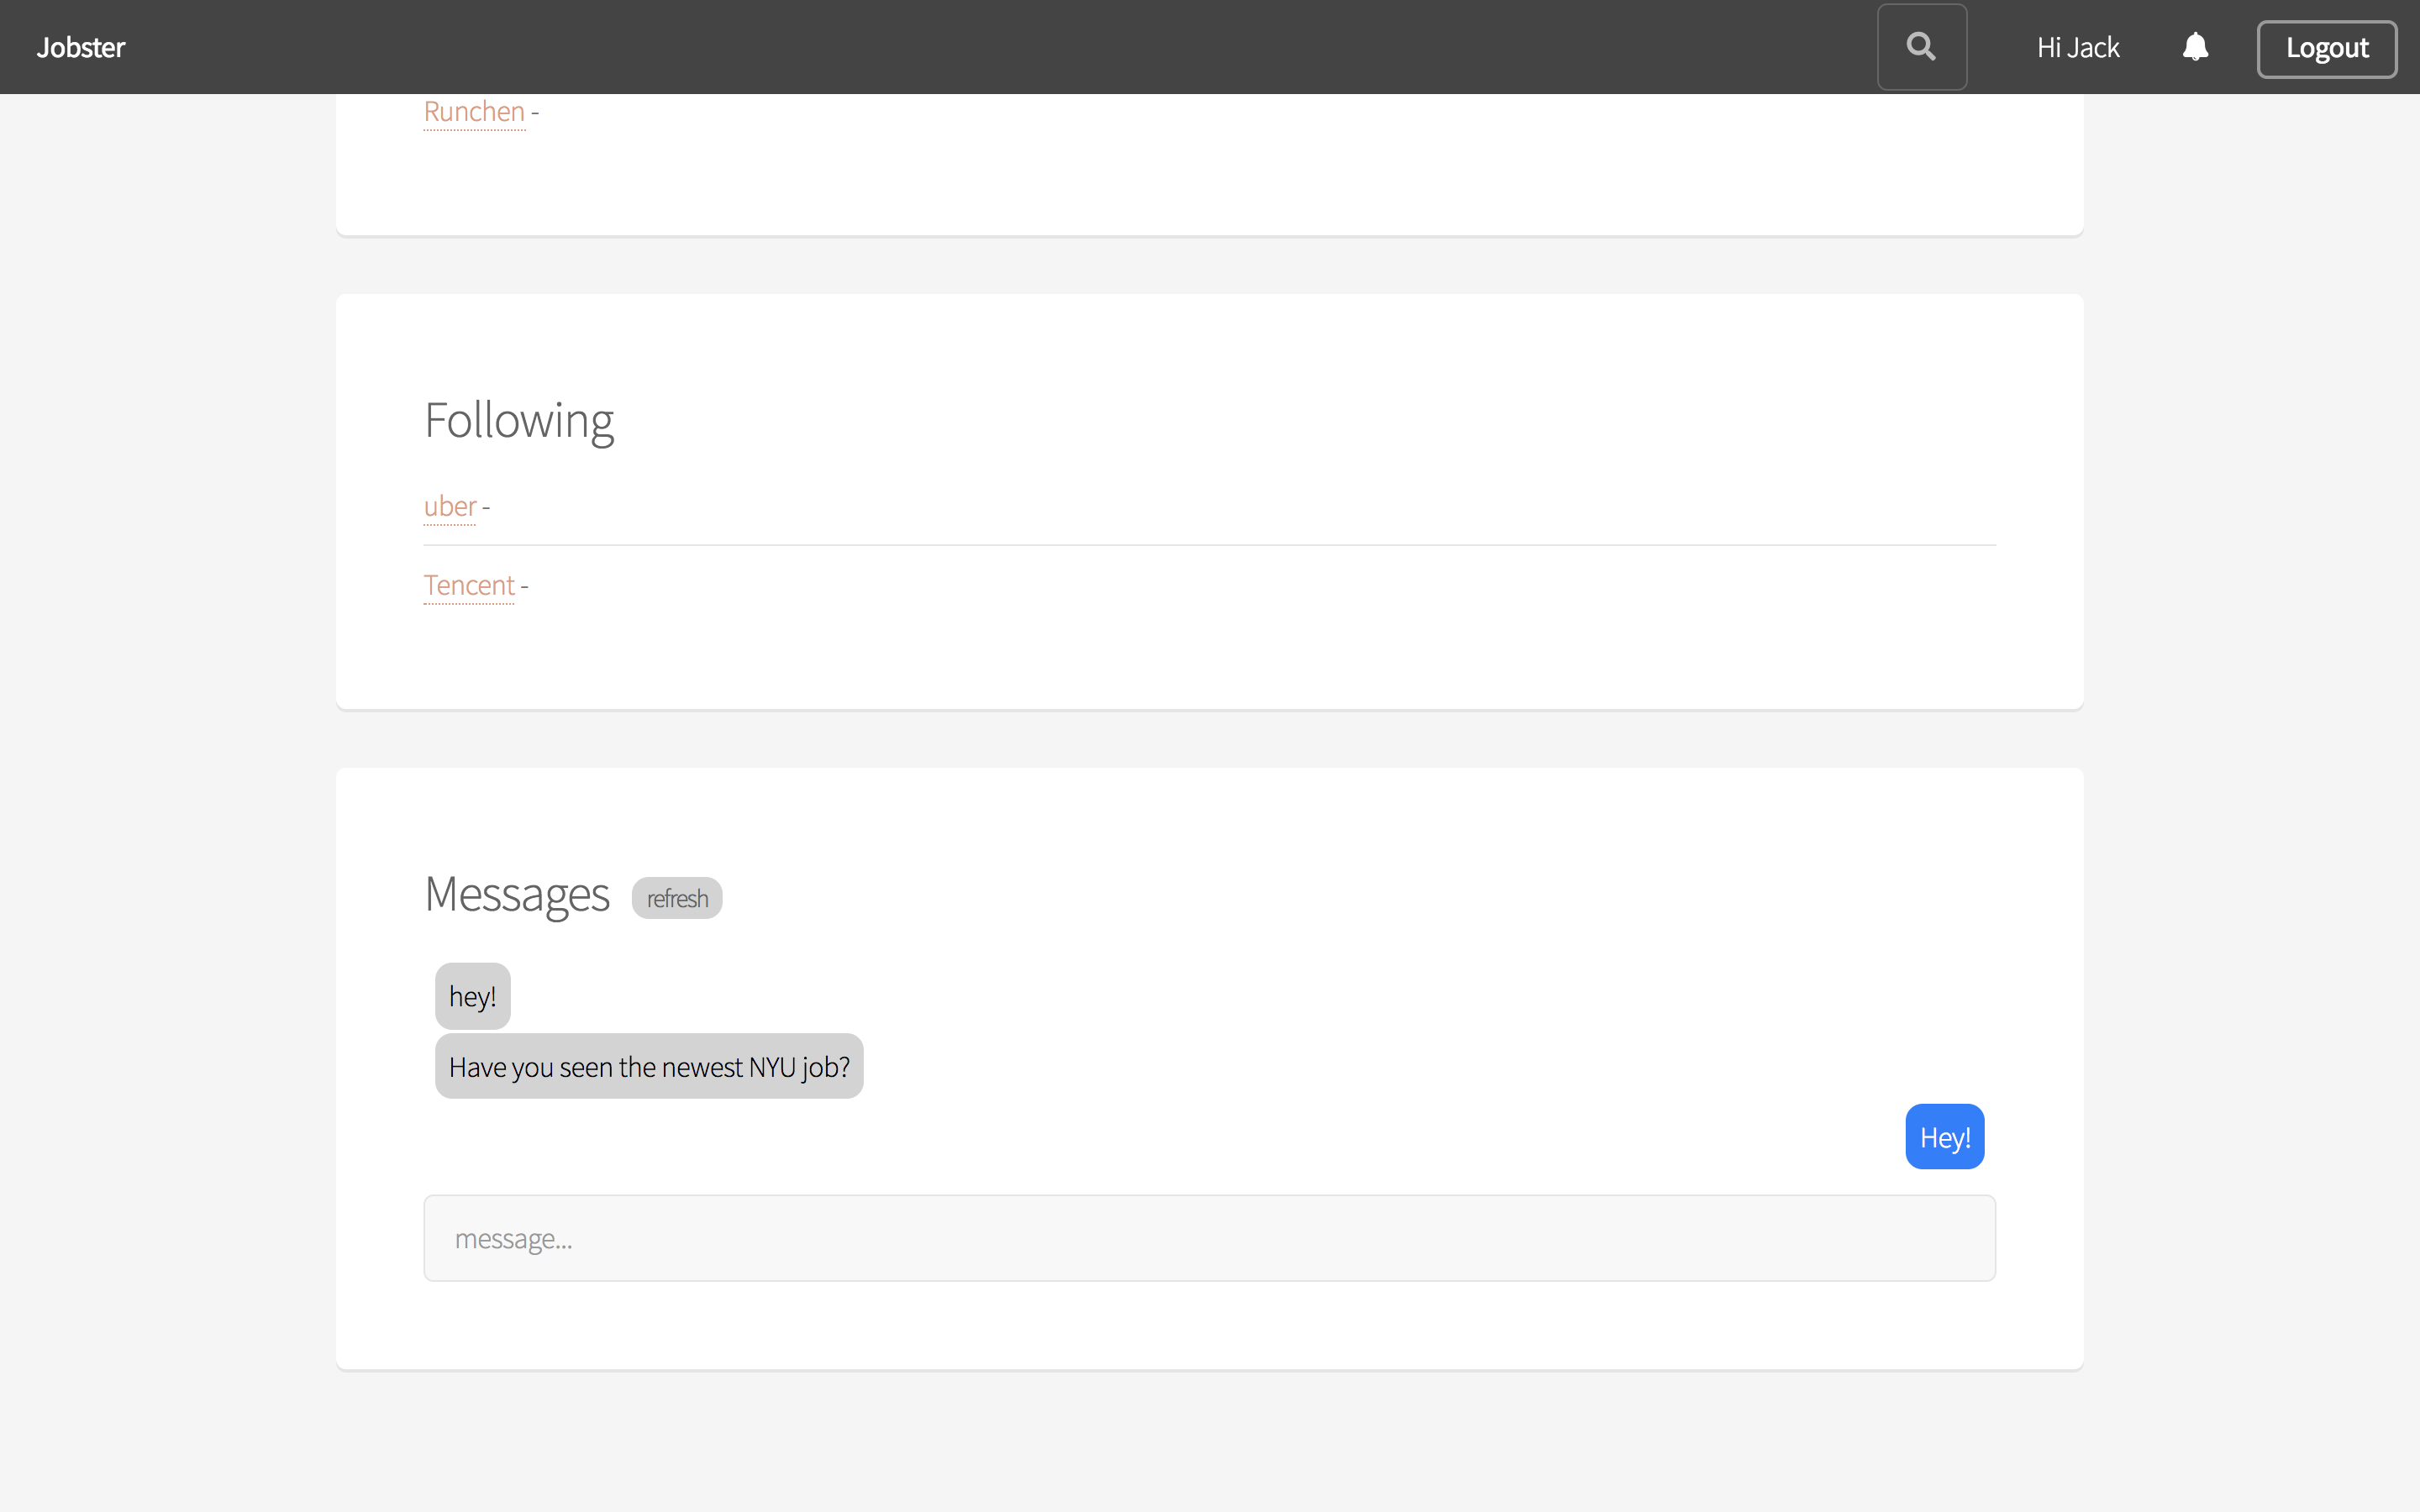 Jobster
Hi Jack
Logout
Runchen -
Following
uber -
Tencent -
Messages refresh
hey!
Have you seen the newest NYU job?
Hey!
message...